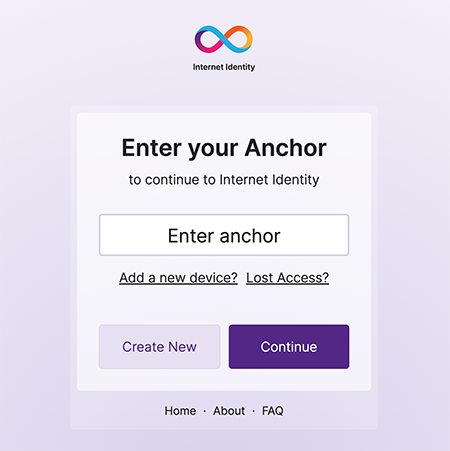 Internet Identity
Enter your Anchor
to continue to Internet Identity
Enter anchor
Add a new device? Lost Access?
Create New Continue
Home · About · FAQ